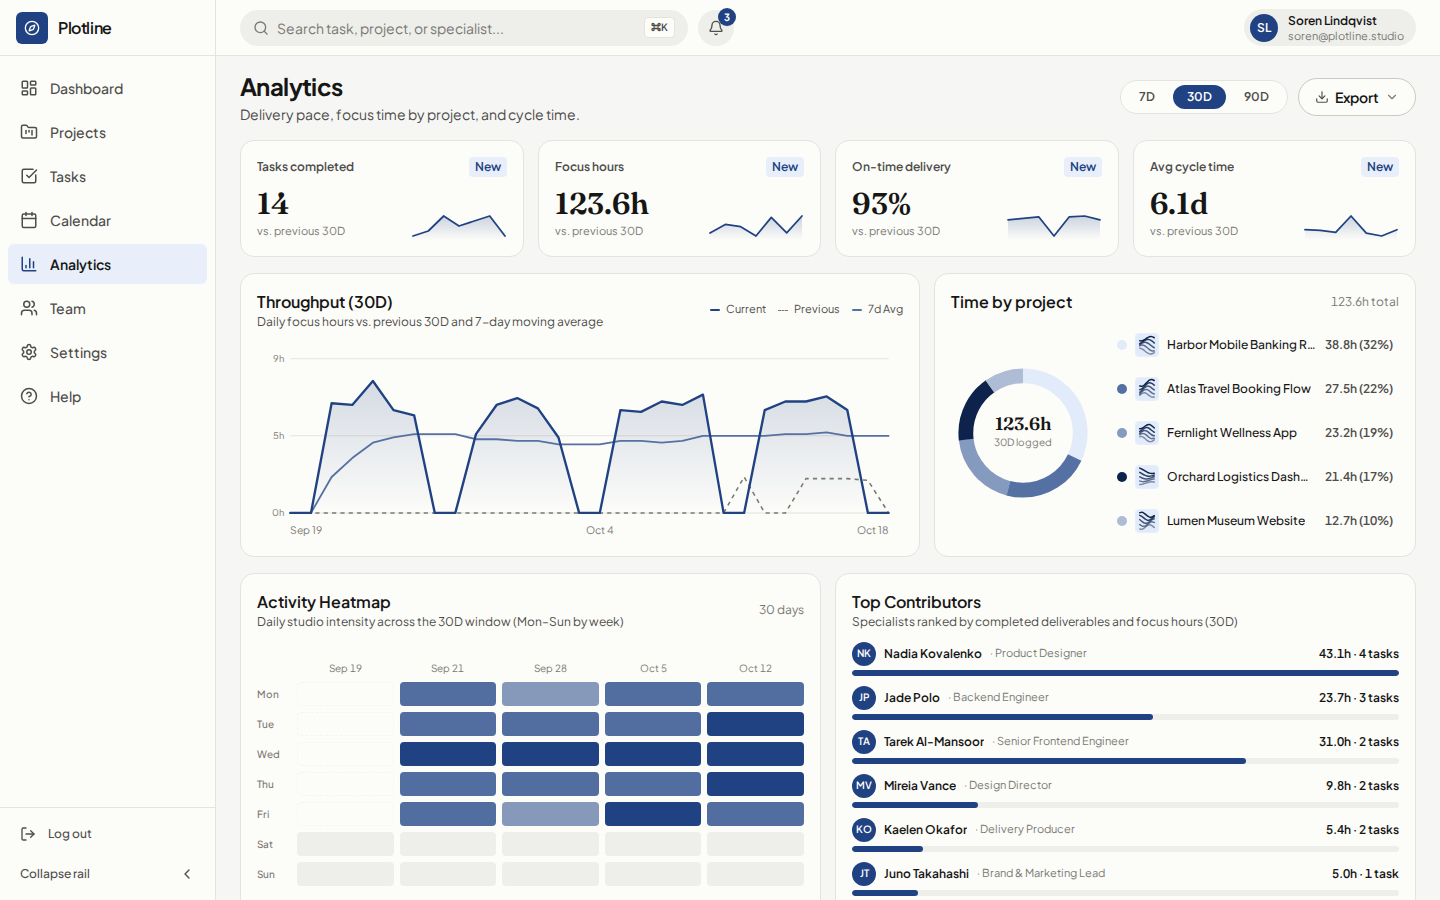 Plotline
Search task, project, or specialist...
⌘K
3
SL
Soren Lindqvist
soren@plotline.studio
Dashboard
Projects
Tasks
Calendar
Analytics
Team
Settings
Help
Log out
Collapse rail
Analytics
Delivery pace, focus time by project, and cycle time.
7D 30D 90D
Export
Tasks completed New
14
vs. previous 30D
Focus hours New
123.6h
vs. previous 30D
On-time delivery New
93%
vs. previous 30D
Avg cycle time New
6.1d
vs. previous 30D
Throughput (30D)
Daily focus hours vs. previous 30D and 7-day moving average
Current Previous 7d Avg
9h
5h
0h
Sep 19 Oct 4 Oct 18
Time by project 123.6h total
123.6h
30D logged
Harbor Mobile Banking R... 38.8h (32%)
Atlas Travel Booking Flow 27.5h (22%)
Fernlight Wellness App 23.2h (19%)
Orchard Logistics Dash... 21.4h (17%)
Lumen Museum Website 12.7h (10%)
Activity Heatmap
Daily studio intensity across the 30D window (Mon–Sun by week)
30 days
Sep 19 Sep 21 Sep 28 Oct 5 Oct 12
Mon
Tue
Wed
Thu
Fri
Sat
Sun
Top Contributors
Specialists ranked by completed deliverables and focus hours (30D)
NK Nadia Kovalenko · Product Designer 43.1h · 4 tasks
JP Jade Polo · Backend Engineer 23.7h · 3 tasks
TA Tarek Al-Mansoor · Senior Frontend Engineer 31.0h · 2 tasks
MV Mireia Vance · Design Director 9.8h · 2 tasks
KO Kaelen Okafor · Delivery Producer 5.4h · 2 tasks
JT Juno Takahashi · Brand & Marketing Lead 5.0h · 1 task